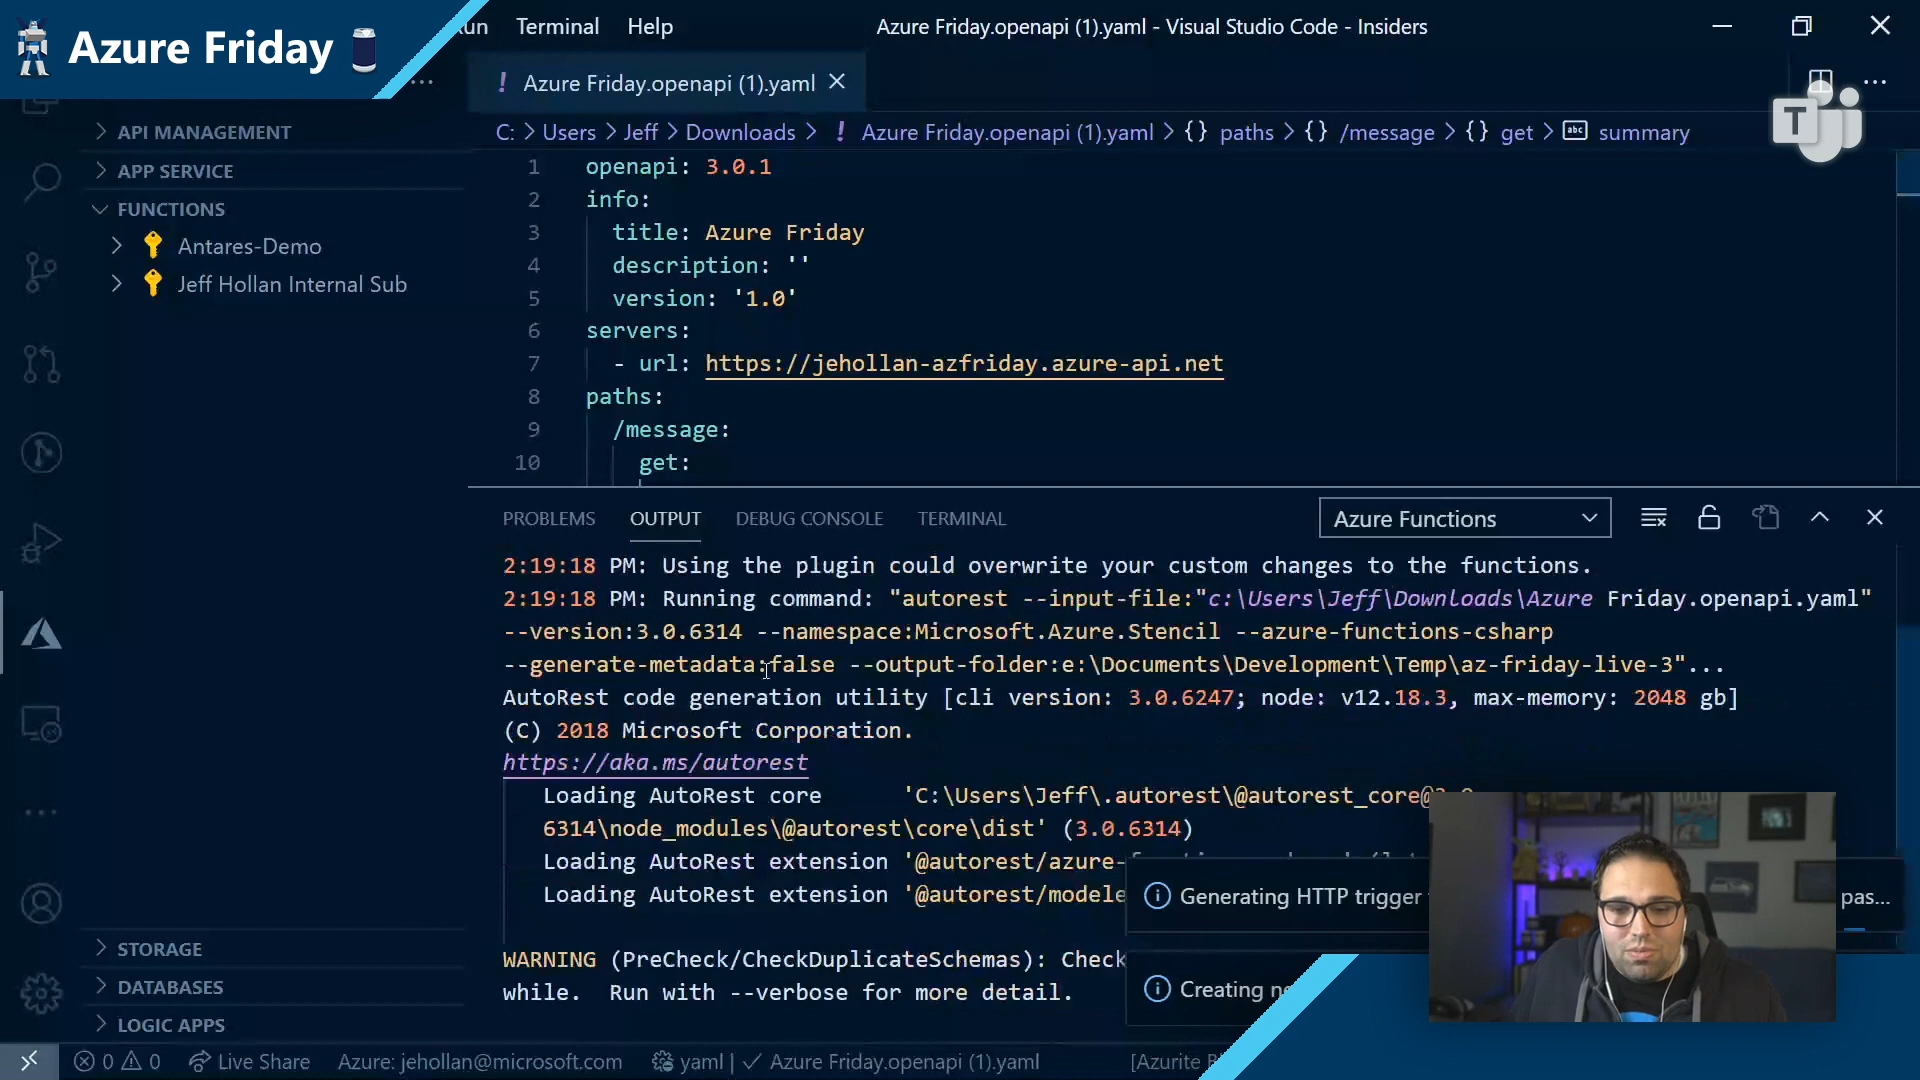 Azure Friday
Terminal Help
Azure Friday.openapi (1).yaml - Visual Studio Code - Insiders
! Azure Friday.openapi (1).yaml
T
API MANAGEMENT
APP SERVICE
FUNCTIONS
Antares-Demo
Jeff Hollan Internal Sub
STORAGE
DATABASES
LOGIC APPS
C: > Users > Jeff > Downloads > ! Azure Friday.openapi (1).yaml > {} paths > {} /message > {} get > abc summary
1 openapi: 3.0.1
2 info:
3 title: Azure Friday
4 description: ''
5 version: '1.0'
6 servers:
7 - url: https://jehollan-azfriday.azure-api.net
8 paths:
9 /message:
10 get:
PROBLEMS OUTPUT DEBUG CONSOLE TERMINAL
Azure Functions
2:19:18 PM: Using the plugin could overwrite your custom changes to the functions.
2:19:18 PM: Running command: "autorest --input-file:"c:\Users\Jeff\Downloads\Azure Friday.openapi.yaml"
--version:3.0.6314 --namespace:Microsoft.Azure.Stencil --azure-functions-csharp
--generate-metadata:false --output-folder:e:\Documents\Development\Temp\az-friday-live-3"...
AutoRest code generation utility [cli version: 3.0.6247; node: v12.18.3, max-memory: 2048 gb]
(C) 2018 Microsoft Corporation.
https://aka.ms/autorest
Loading AutoRest core 'C:\Users\Jeff\.autorest\@autorest_core@3.0
6314\node_modules\@autorest\core\dist' (3.0.6314)
Loading AutoRest extension '@autorest/azure-
Loading AutoRest extension '@autorest/modele
WARNING (PreCheck/CheckDuplicateSchemas): Check
while. Run with --verbose for more detail.
Generating HTTP trigger
pas...
Creating
0 0 Live Share Azure: jehollan@microsoft.com yaml | ✓ Azure Friday.openapi (1).yaml [Azurite